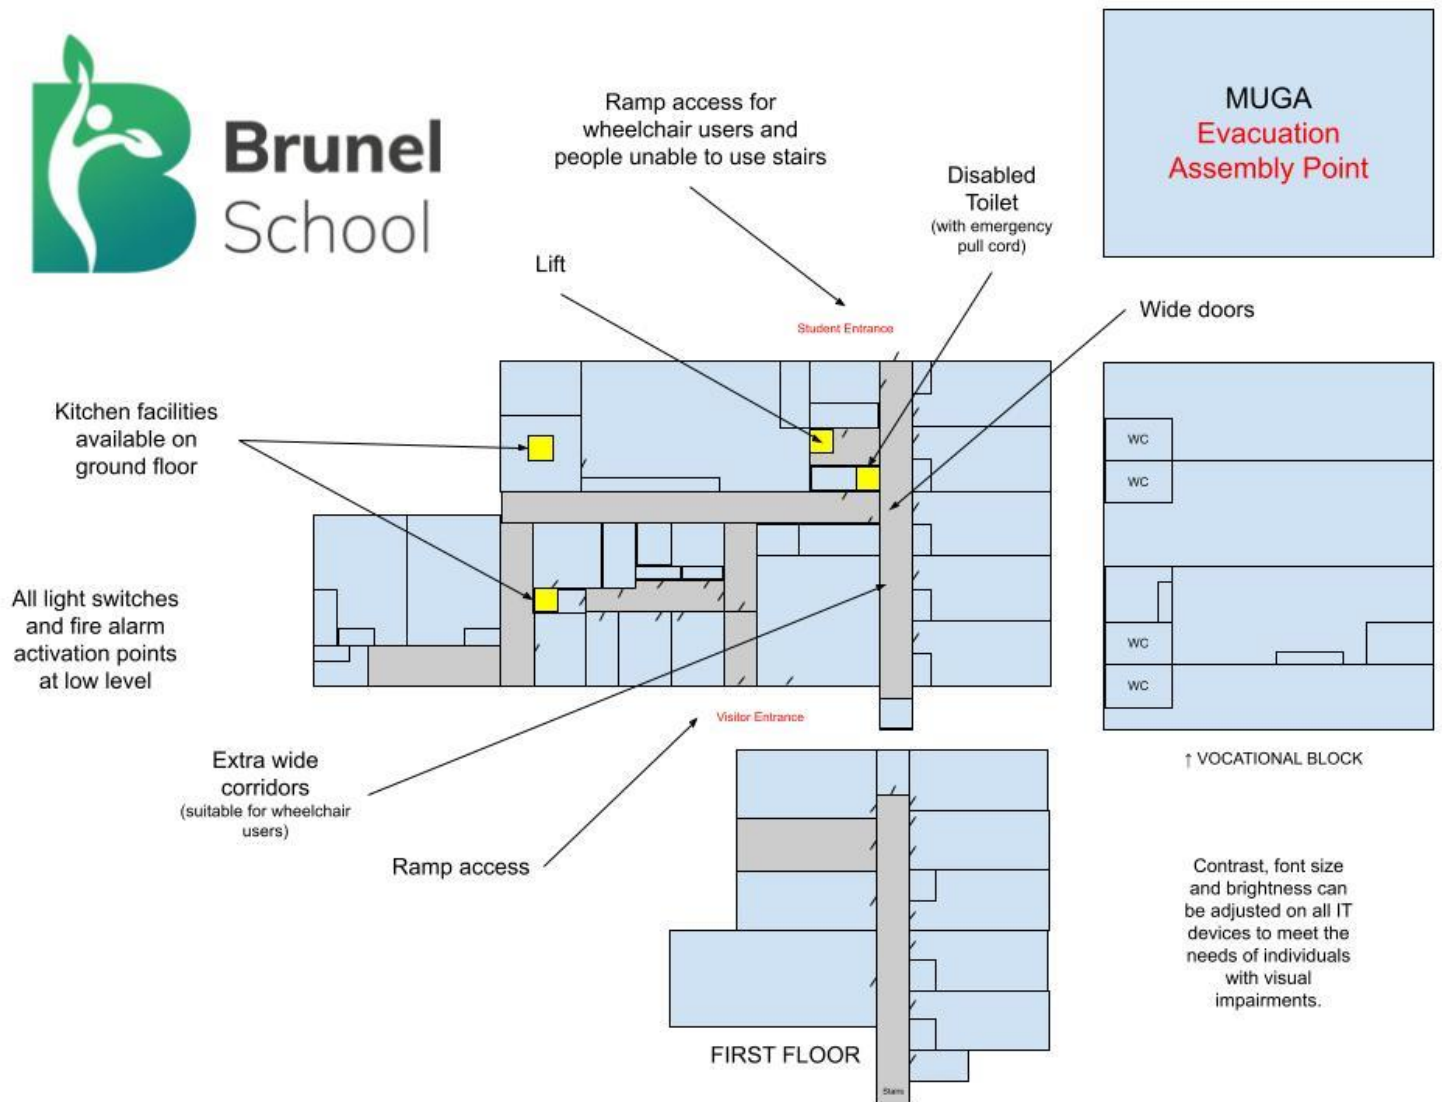 Brunel
School
Ramp access for
wheelchair users and
people unable to use stairs
MUGA
Evacuation
Assembly Point
Disabled
Toilet
(with emergency
pull cord)
Lift
Wide doors
Student Entrance
Kitchen facilities
available on
ground floor
WC
WC
All light switches
and fire alarm
activation points
at low level
WC
WC
Visitor Entrance
Extra wide
corridors
(suitable for wheelchair
users)
↑ VOCATIONAL BLOCK
Ramp access
Contrast, font size
and brightness can
be adjusted on all IT
devices to meet the
needs of individuals
with visual
impairments.
FIRST FLOOR
Stairs